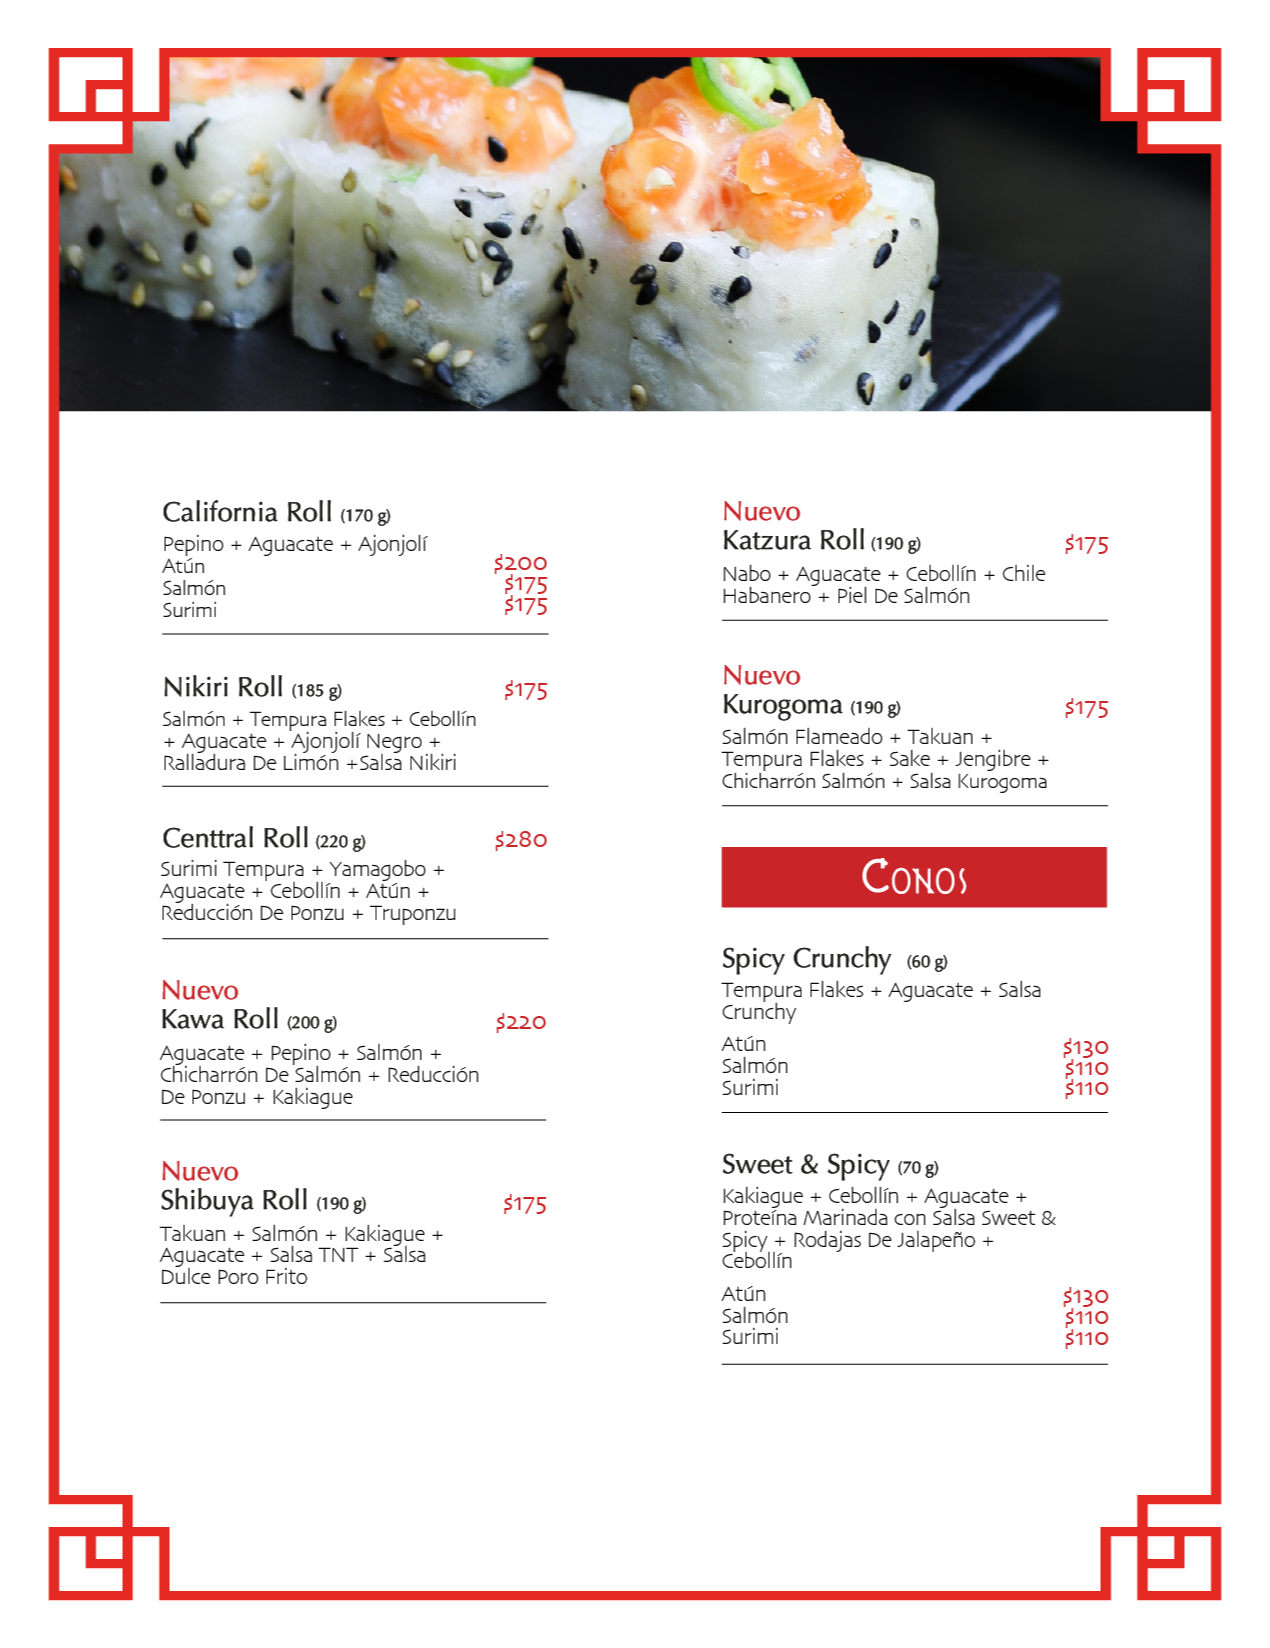 California Roll (170 g)
Pepino + Aguacate + Ajonjolí
Atún $200
Salmón $175
Surimi $175
Nikiri Roll (185 g) $175
Salmón + Tempura Flakes + Cebollín
+ Aguacate + Ajonjolí Negro +
Ralladura De Limón +Salsa Nikiri
Centtral Roll (220 g) $280
Surimi Tempura + Yamagobo +
Aguacate + Cebollín + Atún +
Reducción De Ponzu + Truponzu
Nuevo
Kawa Roll (200 g) $220
Aguacate + Pepino + Salmón +
Chicharrón De Salmón + Reducción
De Ponzu + Kakiague
Nuevo
Shibuya Roll (190 g) $175
Takuan + Salmón + Kakiague +
Aguacate + Salsa TNT + Salsa
Dulce Poro Frito
Nuevo
Katzura Roll (190 g) $175
Nabo + Aguacate + Cebollín + Chile
Habanero + Piel De Salmón
Nuevo
Kurogoma (190 g) $175
Salmón Flameado + Takuan +
Tempura Flakes + Sake + Jengibre +
Chicharrón Salmón + Salsa Kurogoma
Conos
Spicy Crunchy (60 g)
Tempura Flakes + Aguacate + Salsa
Crunchy
Atún $130
Salmón $110
Surimi $110
Sweet & Spicy (70 g)
Kakiague + Cebollín + Aguacate +
Proteína Marinada con Salsa Sweet &
Spicy + Rodajas De Jalapeño +
Cebollín
Atún $130
Salmón $110
Surimi $110